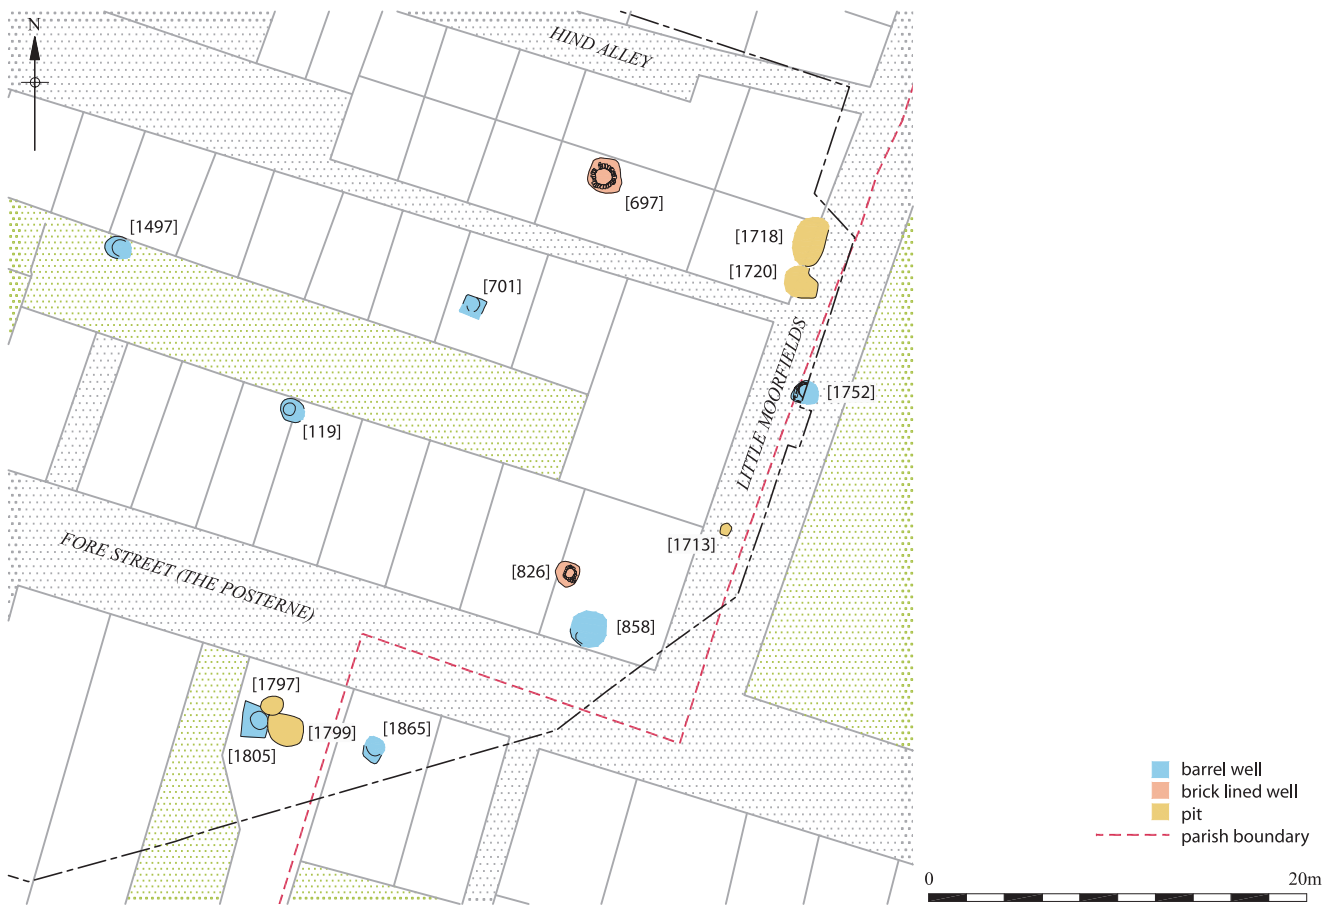 N
HIND ALLEY
[697]
[1497]
[1718]
[1720]
[701]
LITTLE MOORFIELDS
[1752]
[119]
[1713]
FORE STREET (THE POSTERNE)
[826]
[858]
[1797]
[1799]
[1865]
[1805]
barrel well
brick lined well
pit
parish boundary
0 20m